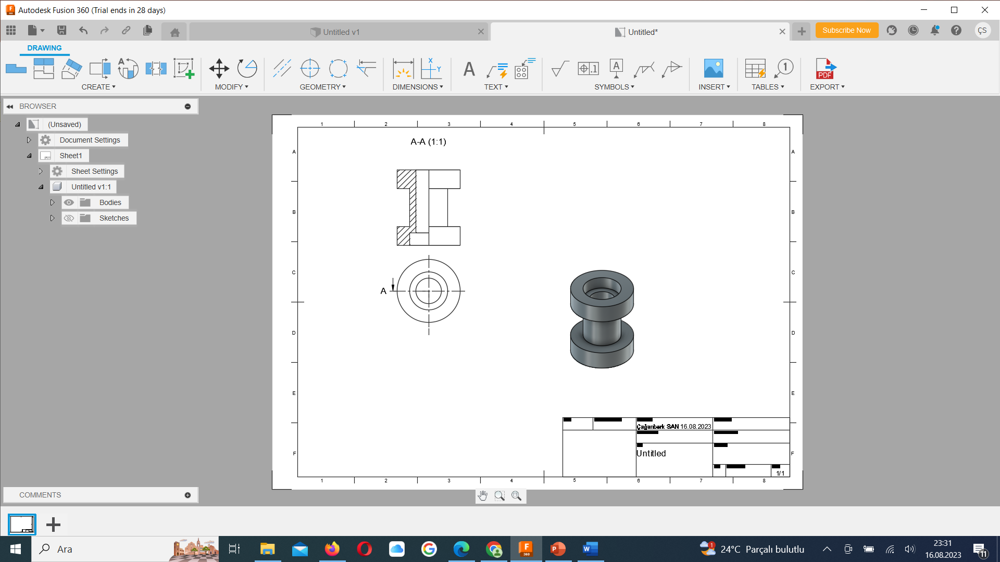 Autodesk Fusion 360 (Trial ends in 28 days)
Untitled v1
Untitled*
Subscribe Now
ÇS
DRAWING
CREATE
MODIFY
GEOMETRY
DIMENSIONS
TEXT
SYMBOLS
INSERT
TABLES
EXPORT
BROWSER
(Unsaved)
Document Settings
Sheet1
Sheet Settings
Untitled v1:1
Bodies
Sketches
1 2 3 4 5 6 7 8
A-A (1:1)
A A
B B
C C
A
D D
E E
Çağanberk SAN 16.08.2023
Untitled
F F
1/1
1 2 3 4 5 6 7 8
COMMENTS
Ara
24°C Parçalı bulutlu
23:31
16.08.2023
11